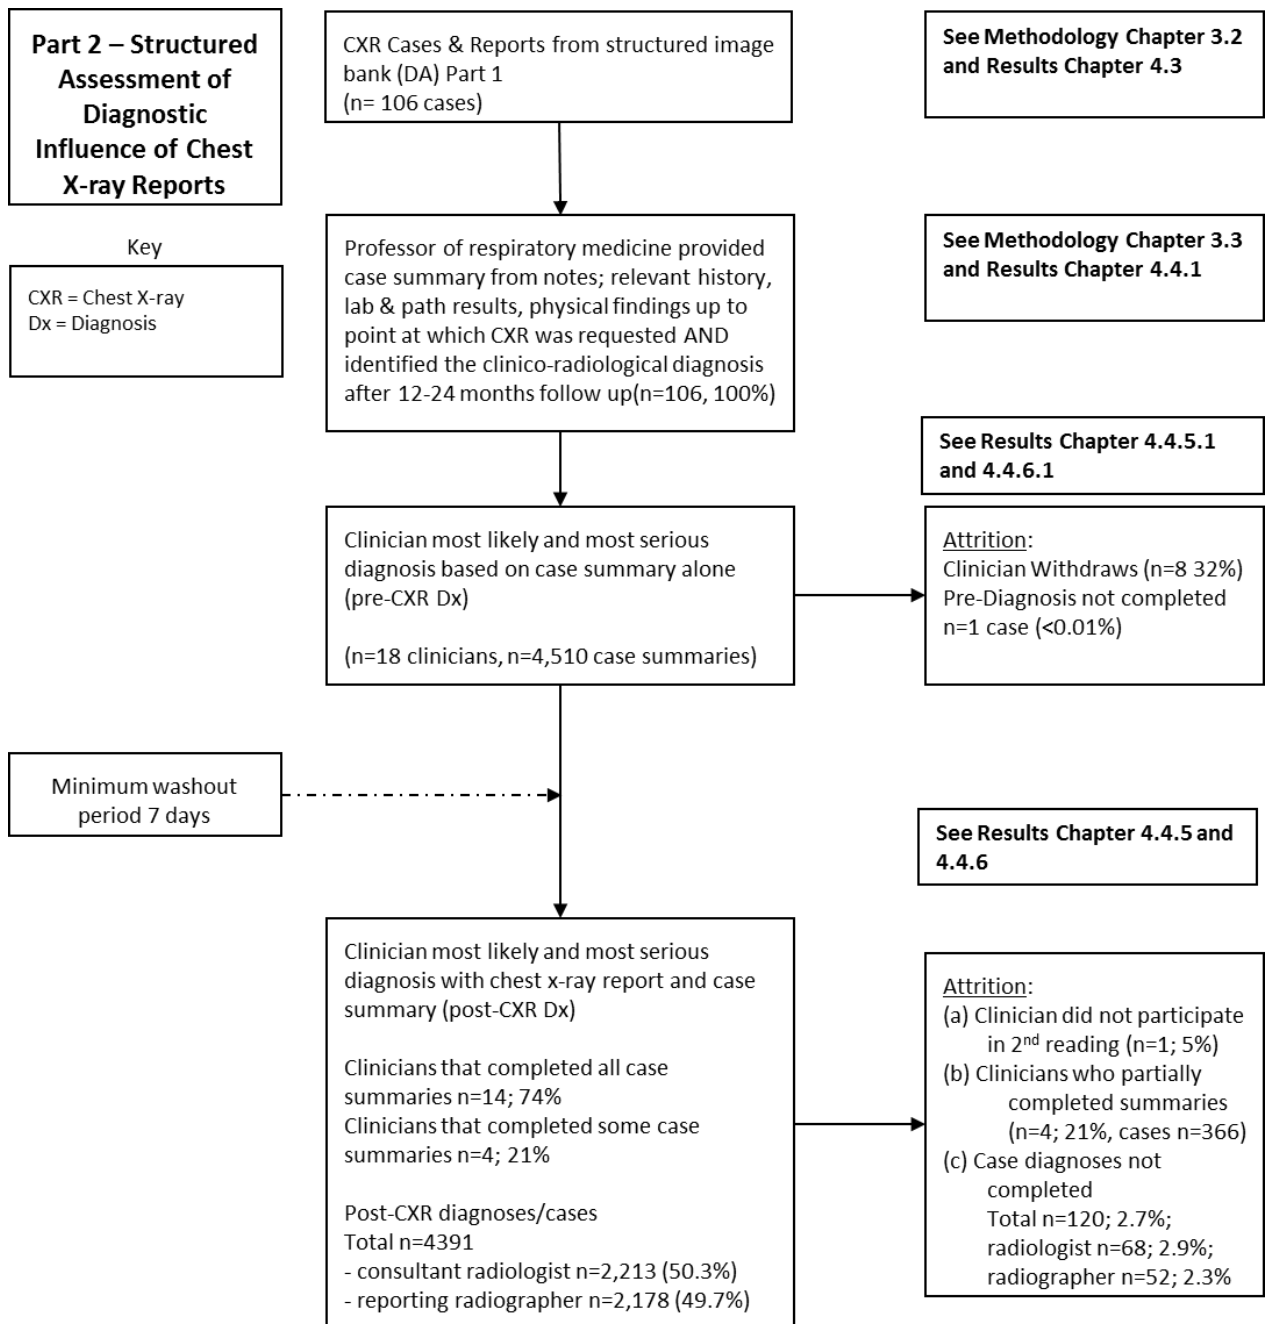 Part 2 – Structured
Assessment of
Diagnostic
Influence of Chest
X-ray Reports
Key
CXR = Chest X-ray
Dx = Diagnosis
CXR Cases & Reports from structured image
bank (DA) Part 1
(n= 106 cases)
See Methodology Chapter 3.2
and Results Chapter 4.3
Professor of respiratory medicine provided
case summary from notes; relevant history,
lab & path results, physical findings up to
point at which CXR was requested AND
identified the clinico-radiological diagnosis
after 12-24 months follow up(n=106, 100%)
See Methodology Chapter 3.3
and Results Chapter 4.4.1
See Results Chapter 4.4.5.1
and 4.4.6.1
Clinician most likely and most serious
diagnosis based on case summary alone
(pre-CXR Dx)
(n=18 clinicians, n=4,510 case summaries)
Attrition:
Clinician Withdraws (n=8 32%)
Pre-Diagnosis not completed
n=1 case (<0.01%)
Minimum washout
period 7 days
See Results Chapter 4.4.5 and
4.4.6
Clinician most likely and most serious
diagnosis with chest x-ray report and case
summary (post-CXR Dx)
Clinicians that completed all case
summaries n=14; 74%
Clinicians that completed some case
summaries n=4; 21%
Post-CXR diagnoses/cases
Total n=4391
- consultant radiologist n=2,213 (50.3%)
- reporting radiographer n=2,178 (49.7%)
Attrition:
(a) Clinician did not participate
in 2nd reading (n=1; 5%)
(b) Clinicians who partially
completed summaries
(n=4; 21%, cases n=366)
(c) Case diagnoses not
completed
Total n=120; 2.7%;
radiologist n=68; 2.9%;
radiographer n=52; 2.3%